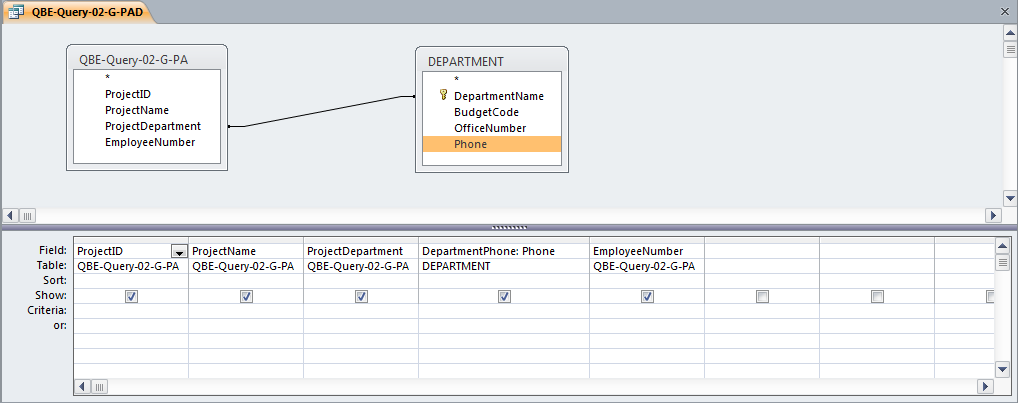 QBE-Query-02-G-PAD
QBE-Query-02-G-PA
*
ProjectID
ProjectName
ProjectDepartment
EmployeeNumber
DEPARTMENT
*
DepartmentName
BudgetCode
OfficeNumber
Phone
Field: ProjectID ProjectName ProjectDepartment DepartmentPhone: Phone EmployeeNumber
Table: QBE-Query-02-G-PA QBE-Query-02-G-PA QBE-Query-02-G-PA DEPARTMENT QBE-Query-02-G-PA
Sort:
Show:
Criteria:
or: